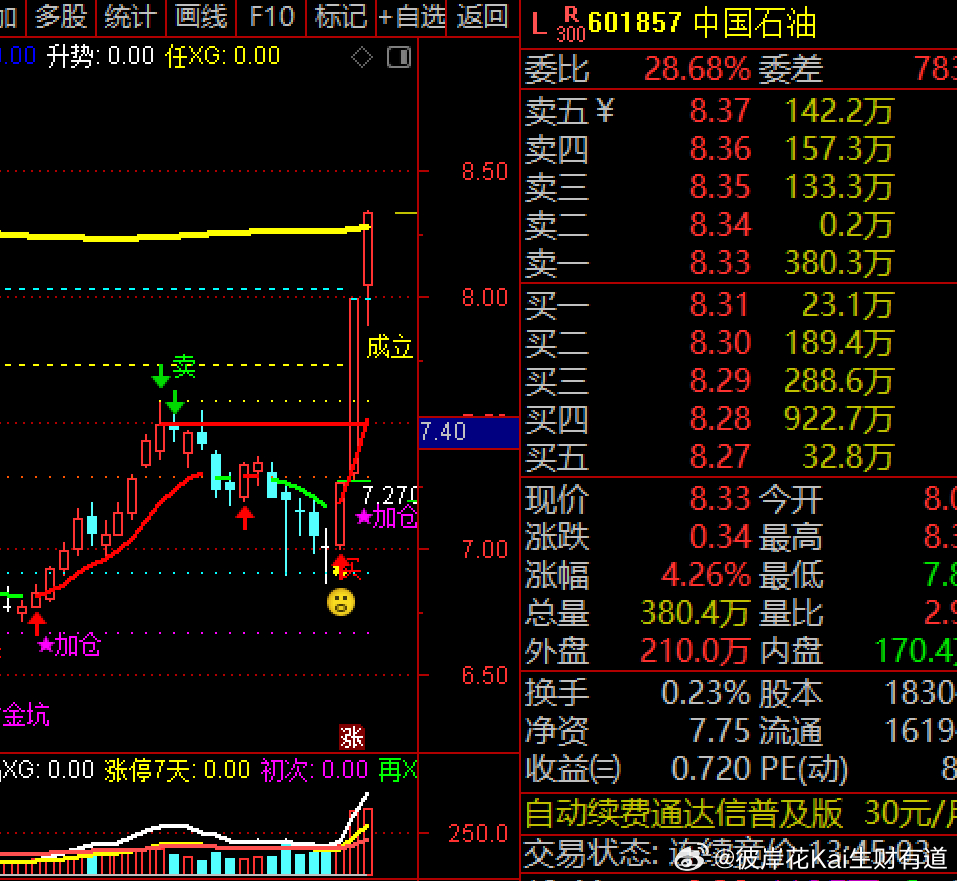 加 多股 统计 画线 F10 标记 +自选 返回
0.00 升势: 0.00 任XG: 0.00
8.50
8.00
成立
卖
7.40
7.270
★加仓
7.00
买
★加仓
6.50
金坑
涨
XG: 0.00 涨停7天: 0.00 初次: 0.00 再X
250.0
L R 300 601857 中国石油
委比 28.68% 委差 783
卖五 ¥ 8.37 142.2万
卖四 8.36 157.3万
卖三 8.35 133.3万
卖二 8.34 0.2万
卖一 8.33 380.3万
买一 8.31 23.1万
买二 8.30 189.4万
买三 8.29 288.6万
买四 8.28 922.7万
买五 8.27 32.8万
现价 8.33 今开 8.0
涨跌 0.34 最高 8.3
涨幅 4.26% 最低 7.8
总量 380.4万 量比 2.9
外盘 210.0万 内盘 170.4万
换手 0.23% 股本 1830
净资 7.75 流通 1619
收益㈢ 0.720 PE(动) 8
自动续费通达信普及版 30元/月
交易状态: 连续竞价 13:45:03
@彼岸花Kai生财有道